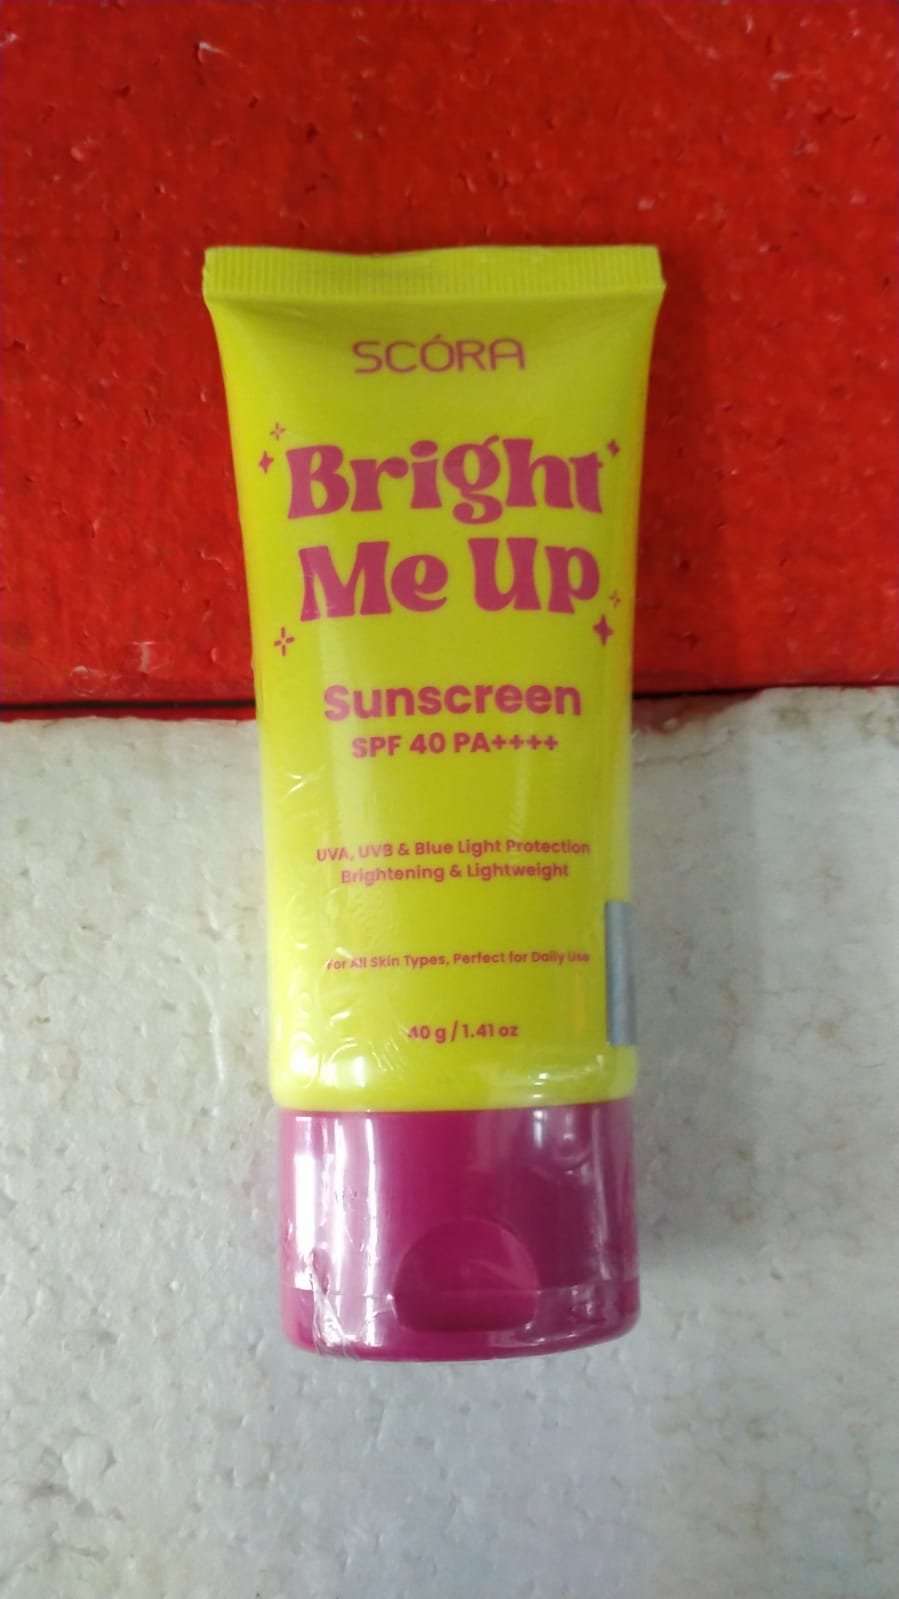 SCÓRA
Bright
Me Up
Sunscreen
SPF 40 PA++++
UVA, UVB & Blue Light Protection
Brightening & Lightweight
For All Skin Types, Perfect for Daily Use
40 g / 1.41 oz